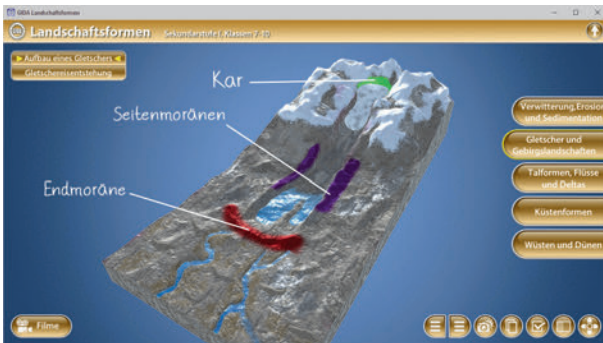 GIDA Landschaftsformen
Landschaftsformen Sekundarstufe I, Klassen 7-10
Aufbau eines Gletschers
Gletschereisentstehung
Kar
Seitenmoränen
Endmoräne
Verwitterung,Erosion
und Sedimentation
Gletscher und
Gebirgslandschaften
Talformen, Flüsse
und Deltas
Küstenformen
Wüsten und Dünen
Filme